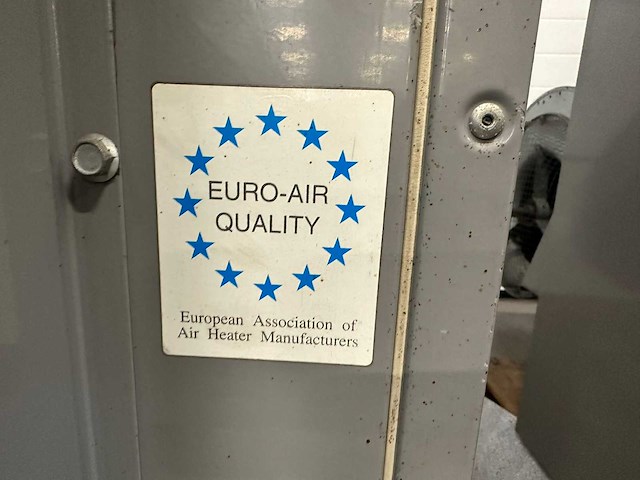 EURO-AIR
QUALITY
European Association of
Air Heater Manufacturers